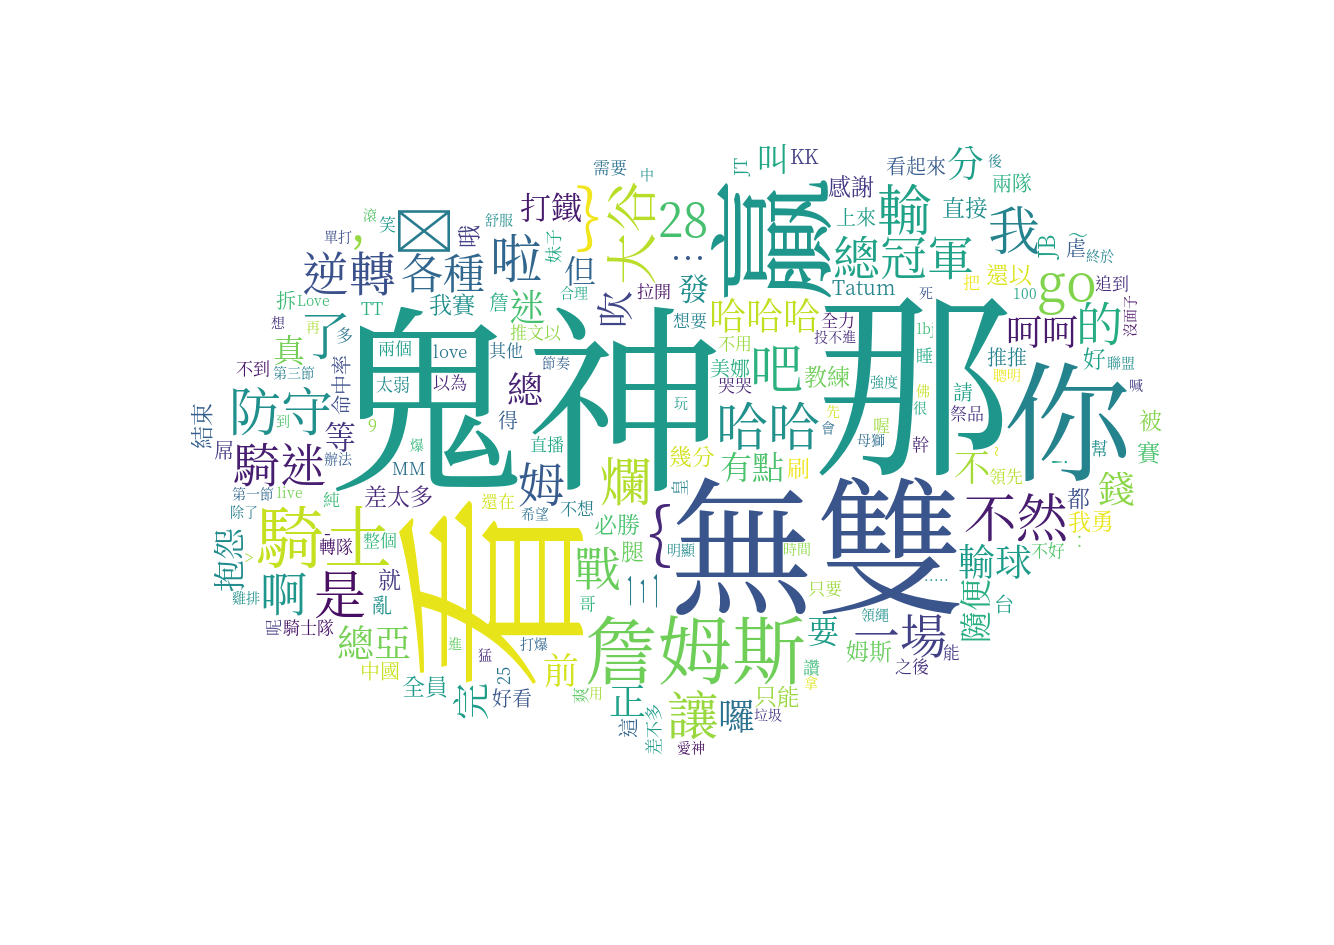 需要 中 JT 叫 KK 看起來 分 後
滾 笑 舒服 打鐵 } 大谷 28 贏 感謝 輸 直接 兩隊
單打 , 哦 妹子 上來 我 JB ~ 虐 終於
逆轉 各種 啦 但 … 總冠軍
拆 Love TT 我賽 詹 迷 合理 吹 拉開 發 Tatum 死 把 還以 100 go 追到 沒面子
想 再 了 多 推文以 想要 哈哈哈 全力 lbj 呵呵 的
真 兩個 love 其他 不用 投不進
不到 第三節 命中率 太弱 以為 節奏 總 美娜 吧 教練 強度 睡 推推 聰明 好 聯盟
鬼神 哭哭 那 請 你 喊
結束 防守 到 9 得 玩 哈哈 先 佛 很 祭品 被
屌 騎迷 等 辦法 爆 直播 幾分 會 喔 母獅 幹 ~ 幫 賽
第一節 live 純 MM 差太多 姆 爛 有點 刷 不 領先 …
除了 還在 希望 不想 皇 無雙 不然 都 錢
抱怨 騎士 - 轉隊 整個 看 必勝 { 我勇
> 腿 明顯 時間 輸球 不好 :
雞排 啊 是 就 亂 戰 三 只要 ..... 隨便 台
呢 騎士隊 哥 詹姆斯 要 領繩 一場
總亞 進 猛 打爆 姆斯 之後 能
中國 全員 25 前 爽 用 讚 只能 拿
完 好看 正 讓 囉 垃圾
這 差不多 愛神